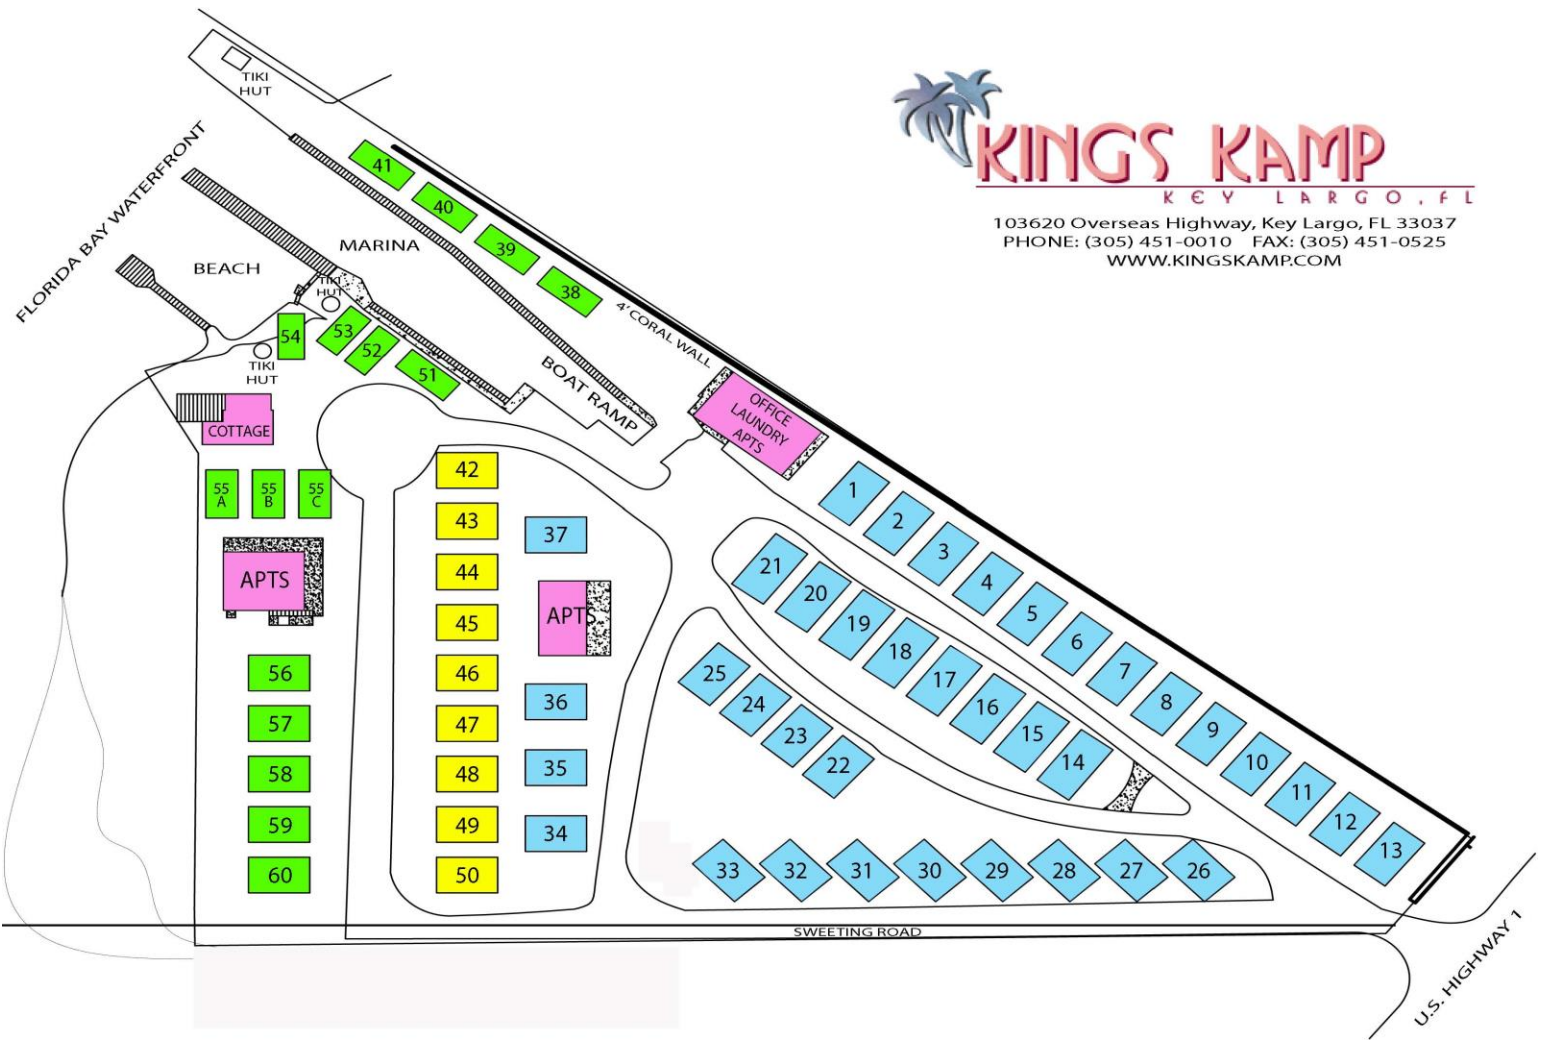 KINGS KAMP
KEY LARGO, FL
103620 Overseas Highway, Key Largo, FL 33037
PHONE: (305) 451-0010 FAX: (305) 451-0525
WWW.KINGSKAMP.COM
TIKI
HUT
FLORIDA BAY WATERFRONT
41
40
39
38
MARINA
BEACH
TIKI
HUT
4' CORAL WALL
54
53
52
51
TIKI
HUT
BOAT RAMP
OFFICE
LAUNDRY
APTS
COTTAGE
55
A
55
B
55
C
APTS
56
57
58
59
60
42
43
44
45
46
47
48
49
50
37
APTS
36
35
34
1
2
3
4
5
6
7
8
9
10
11
12
13
21
20
19
18
17
16
15
14
25
24
23
22
33
32
31
30
29
28
27
26
SWEETING ROAD
U.S. HIGHWAY 1